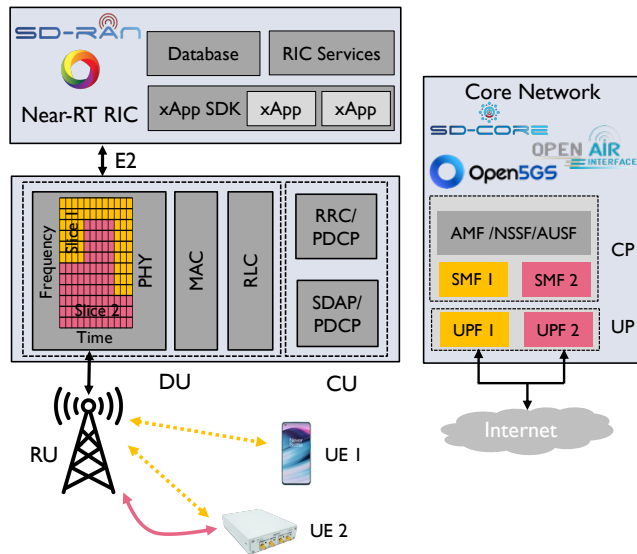 SD-RAN
Near-RT RIC
Database
RIC Services
xApp SDK
xApp
xApp
E2
Frequency
Slice 1
Slice 2
Time
PHY
MAC
RLC
RRC/
PDCP
SDAP/
PDCP
DU
CU
RU
UE 1
UE 2
Core Network
SD-CORE
OPEN AIR
INTERFACE
Open5GS
AMF /NSSF/AUSF
SMF 1
SMF 2
CP
UPF 1
UPF 2
UP
Internet